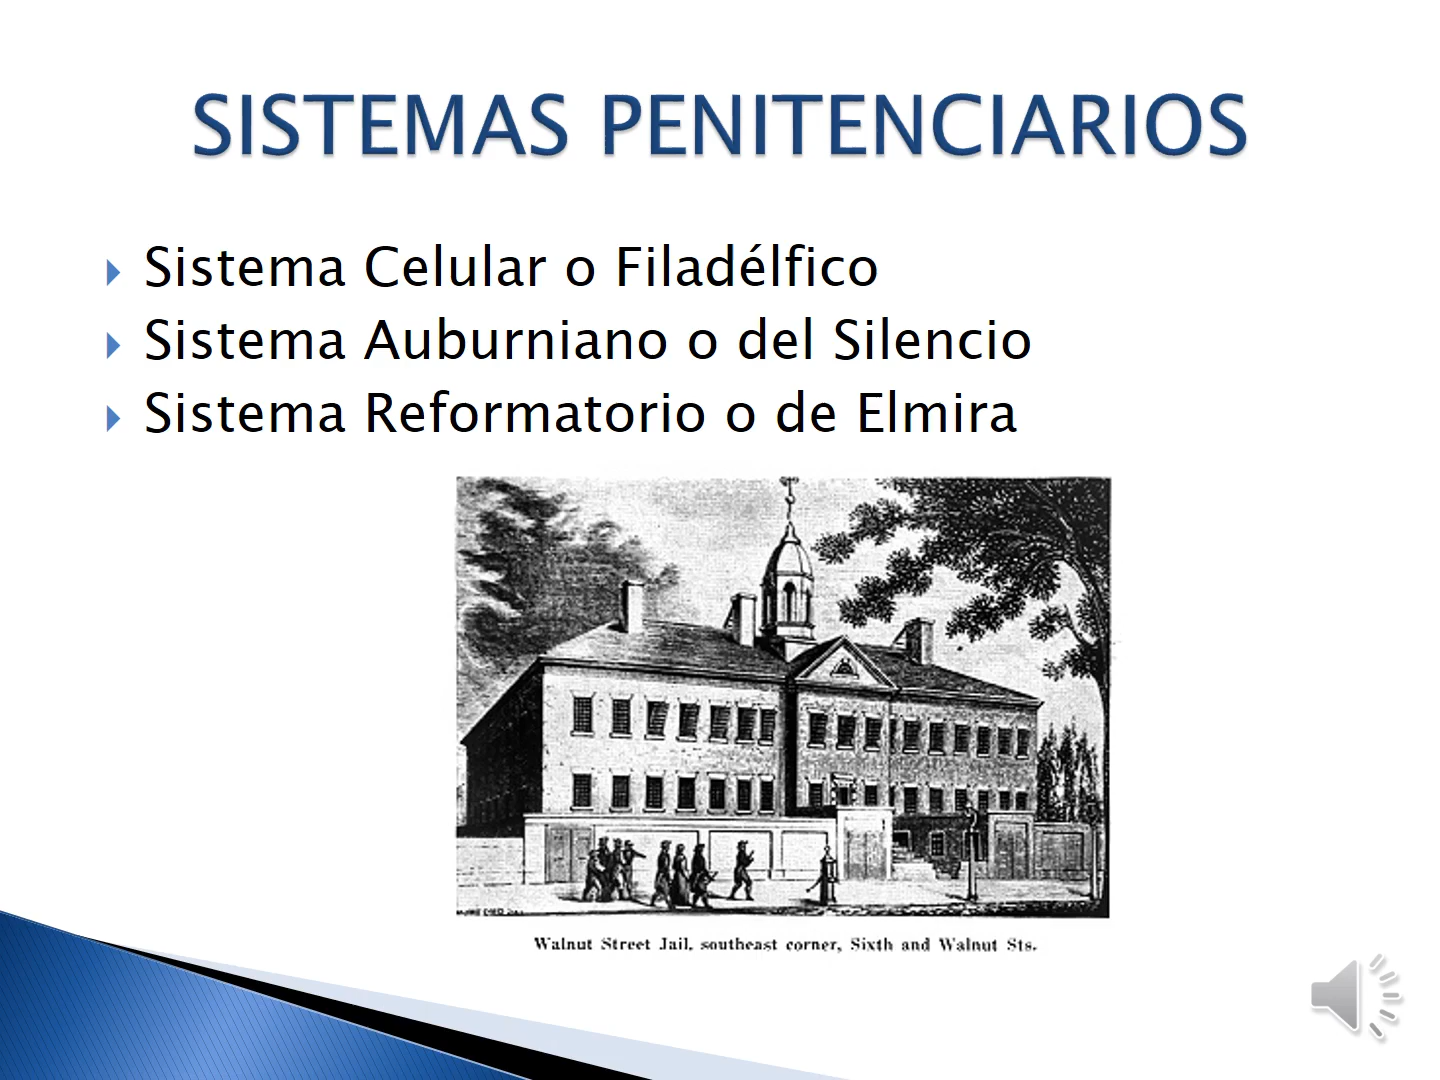 SISTEMAS PENITENCIARIOS
Sistema Celular o Filadélfico
Sistema Auburniano o del Silencio
Sistema Reformatorio o de Elmira
Walnut Street Jail, southeast corner, Sixth and Walnut Sts.